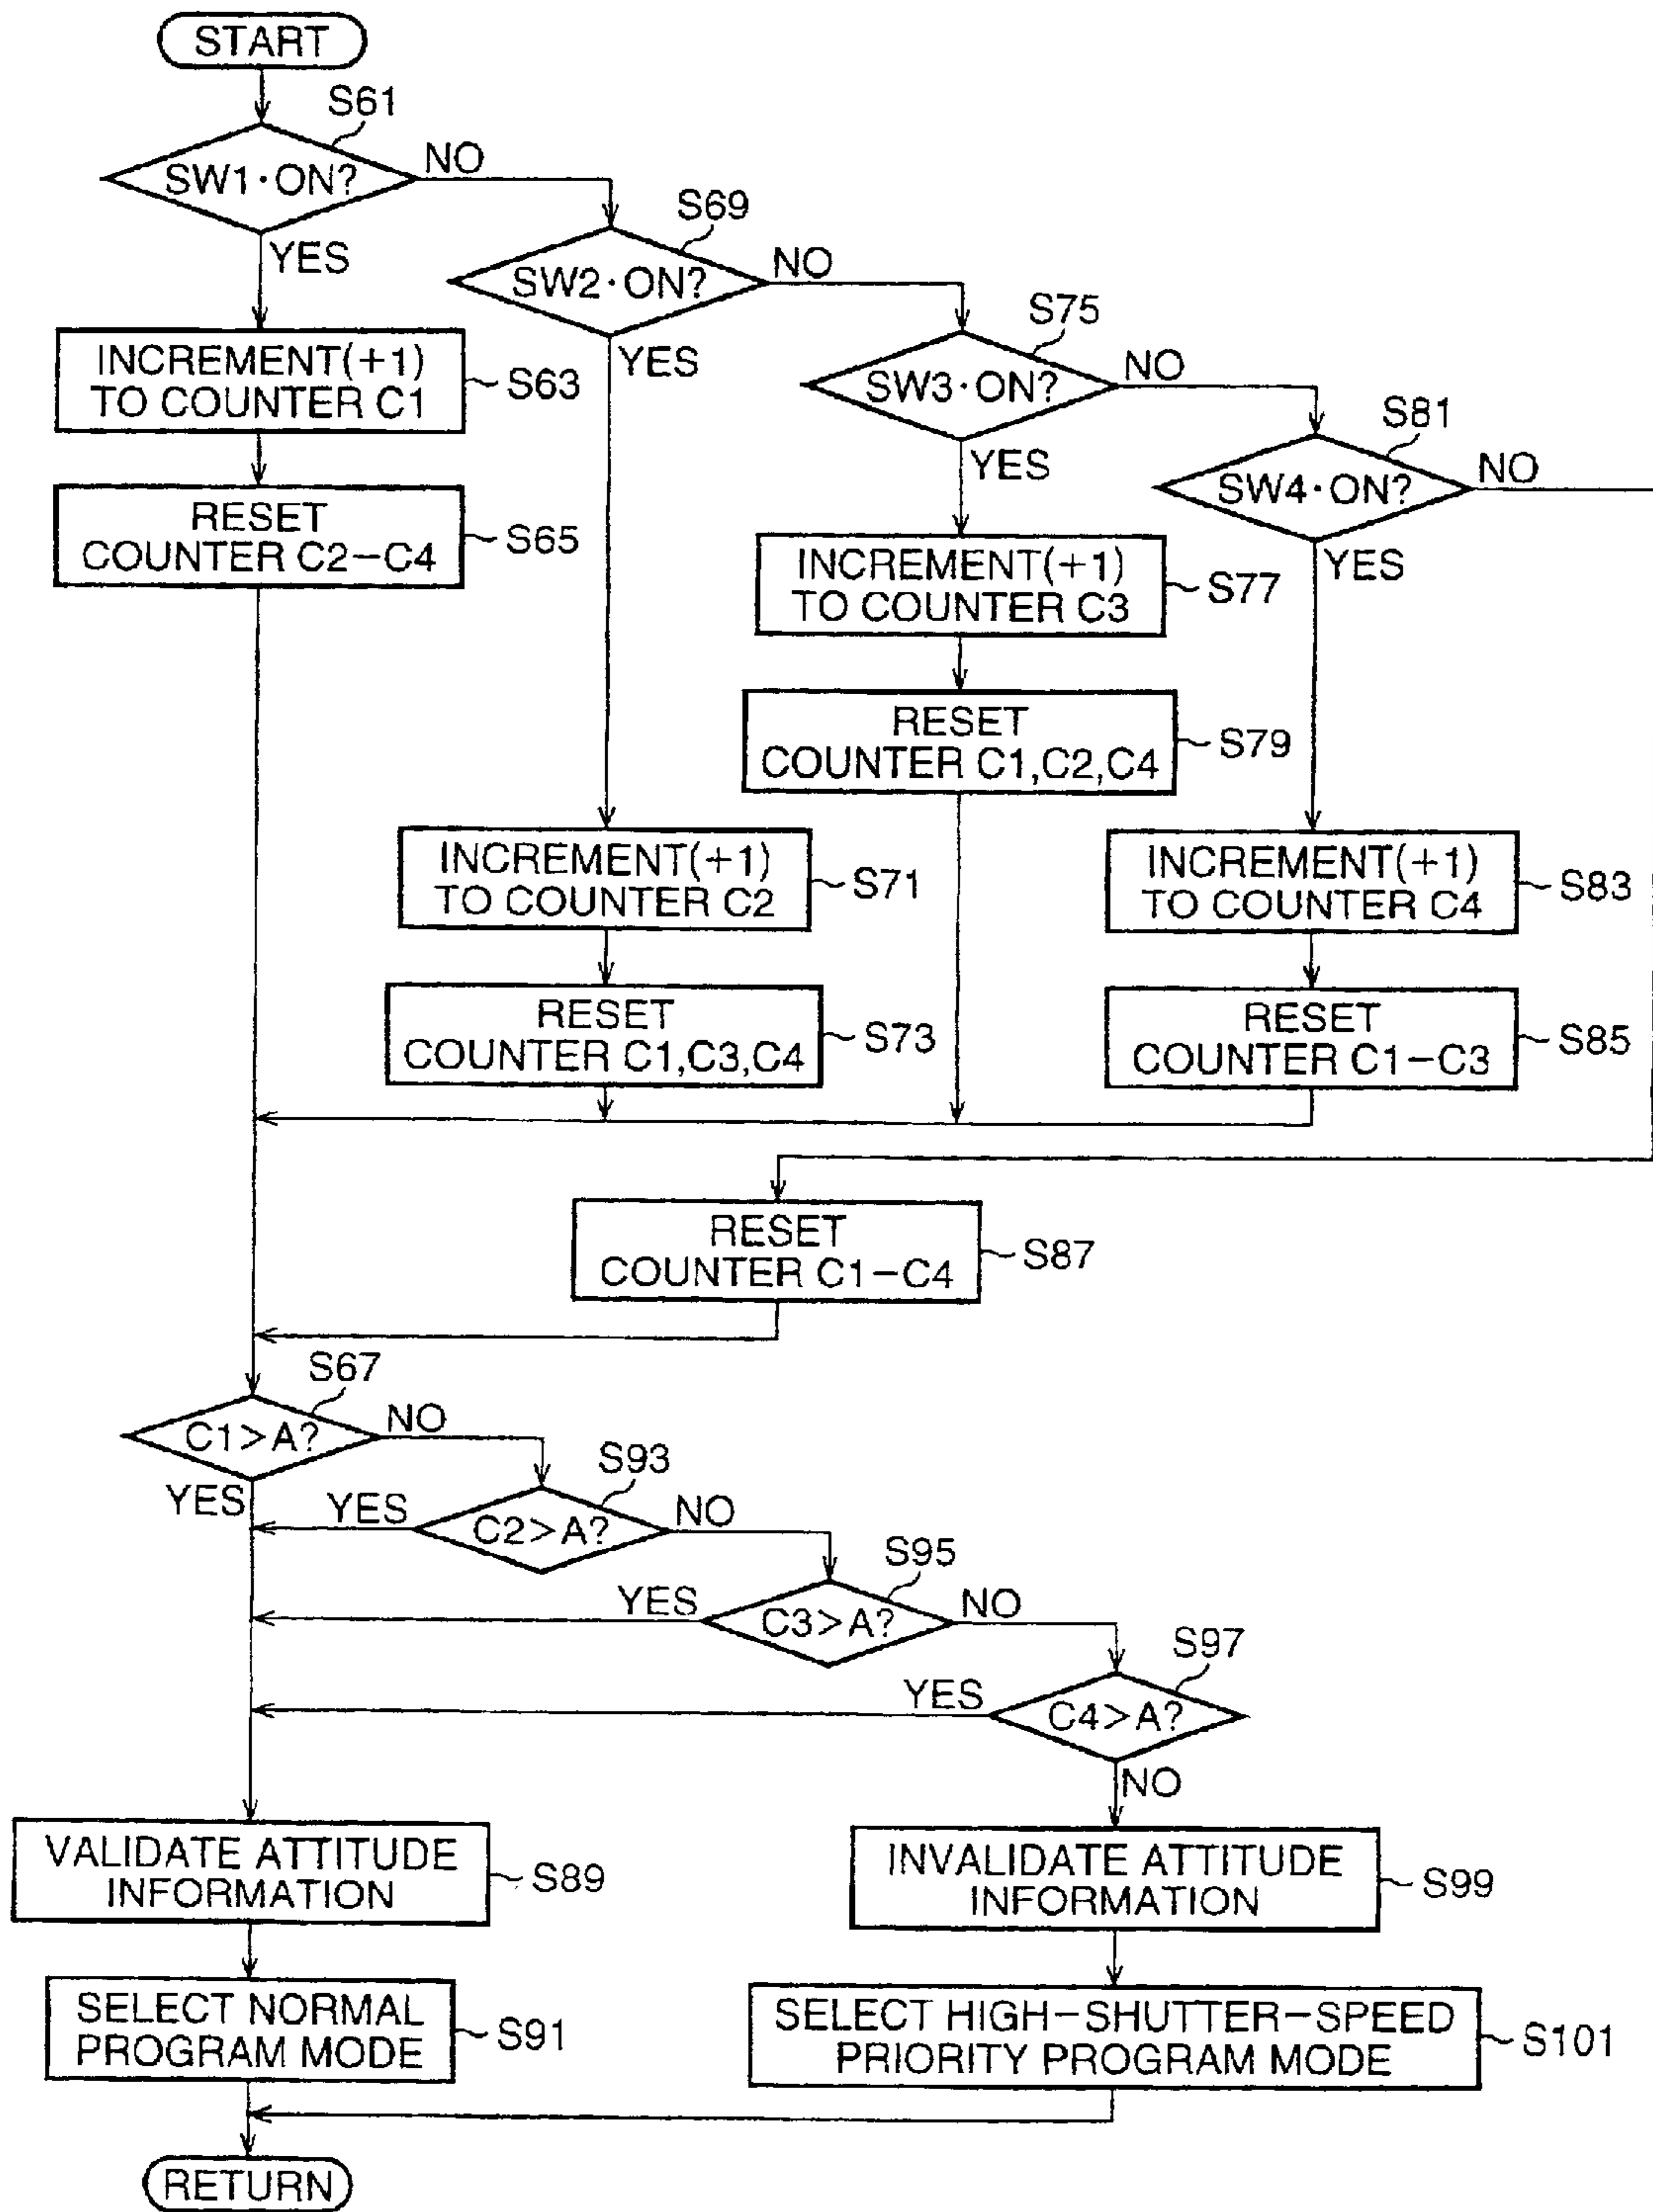 START
S61
SW1·ON?
NO
YES
S69
SW2·ON?
NO
YES
S75
SW3·ON?
NO
YES
S81
SW4·ON?
NO
YES
INCREMENT(+1)
TO COUNTER C1
S63
RESET
COUNTER C2-C4
S65
INCREMENT(+1)
TO COUNTER C3
S77
RESET
COUNTER C1,C2,C4
S79
INCREMENT(+1)
TO COUNTER C2
S71
INCREMENT(+1)
TO COUNTER C4
S83
RESET
COUNTER C1,C3,C4
S73
RESET
COUNTER C1-C3
S85
RESET
COUNTER C1-C4
S87
S67
C1>A?
NO
YES
S93
C2>A?
YES
NO
S95
C3>A?
YES
NO
S97
C4>A?
YES
NO
VALIDATE ATTITUDE
INFORMATION
S89
INVALIDATE ATTITUDE
INFORMATION
S99
SELECT NORMAL
PROGRAM MODE
S91
SELECT HIGH-SHUTTER-SPEED
PRIORITY PROGRAM MODE
S101
RETURN